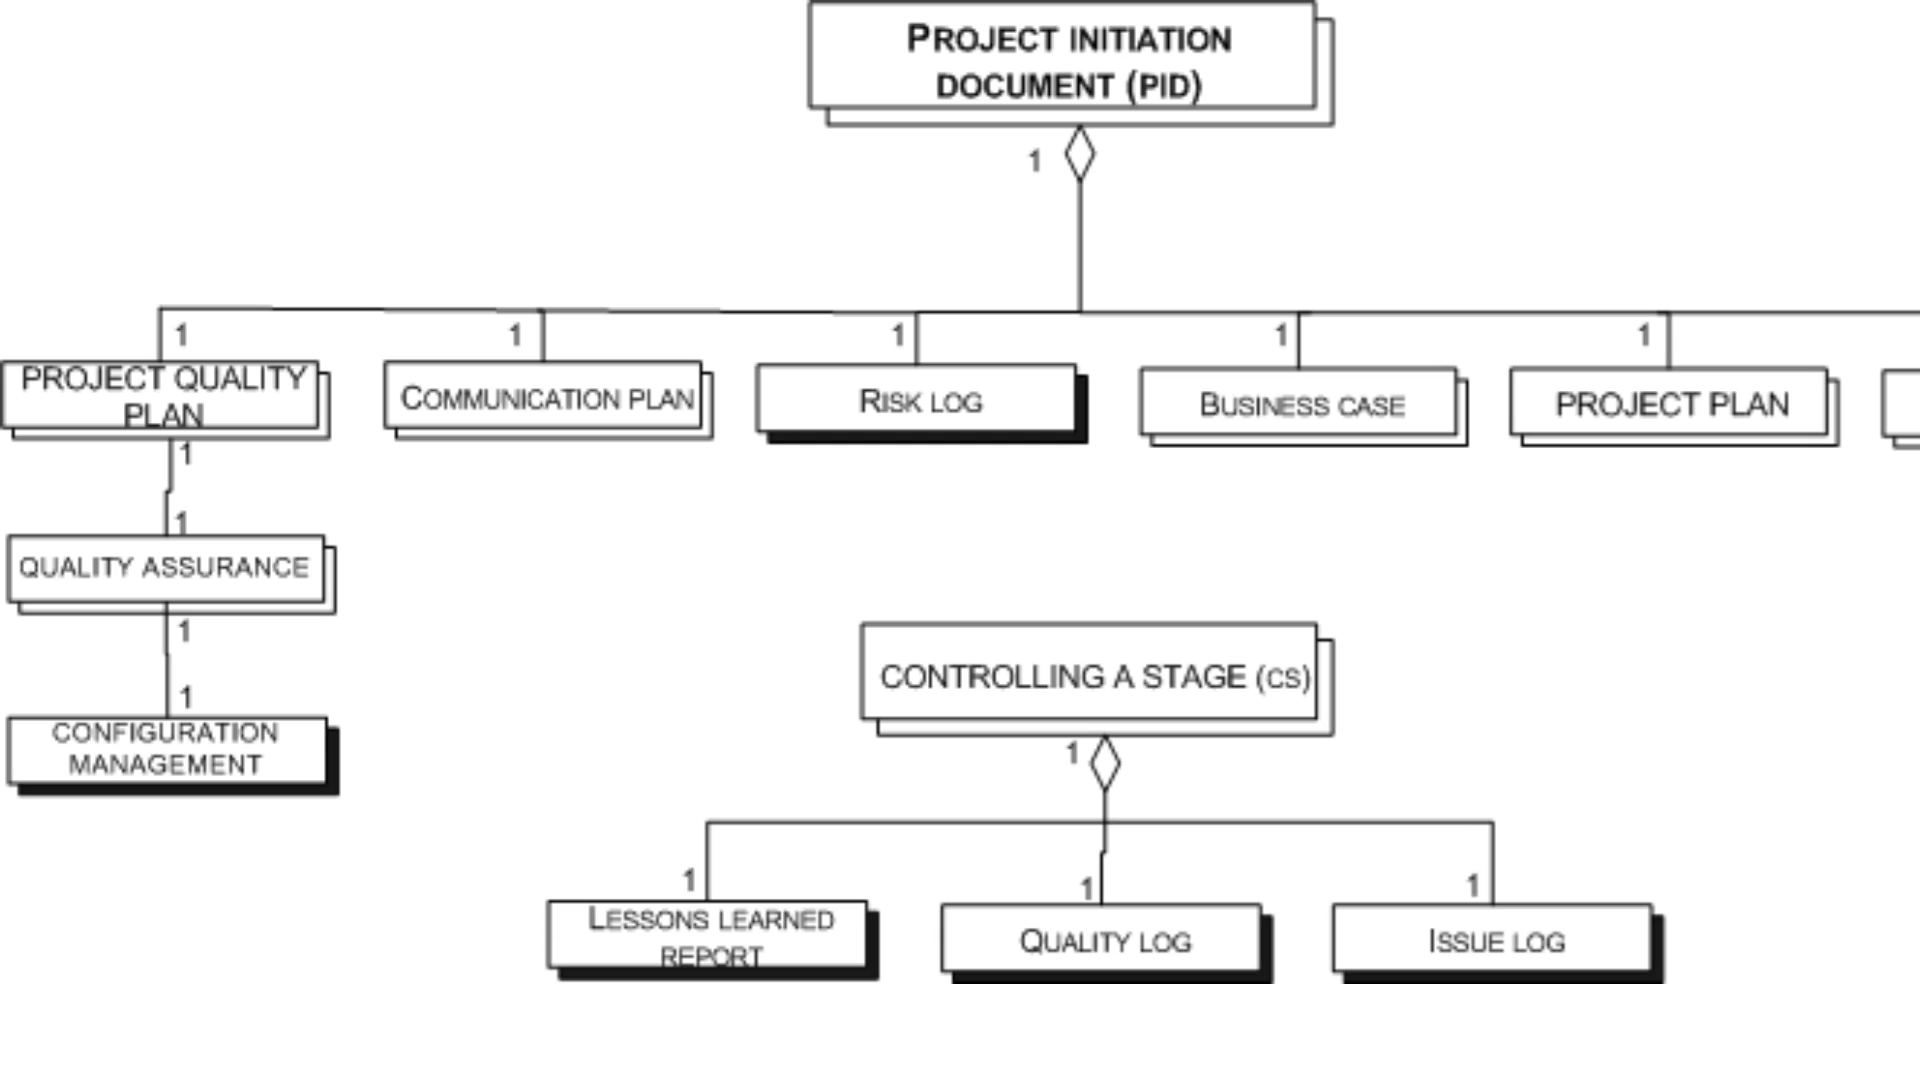 PROJECT INITIATION
DOCUMENT (PID)
1
1
1
1
1
1
PROJECT QUALITY
PLAN
COMMUNICATION PLAN
RISK LOG
BUSINESS CASE
PROJECT PLAN
1
1
QUALITY ASSURANCE
1
1
CONFIGURATION
MANAGEMENT
CONTROLLING A STAGE (CS)
1
1
1
1
LESSONS LEARNED
REPORT
QUALITY LOG
ISSUE LOG